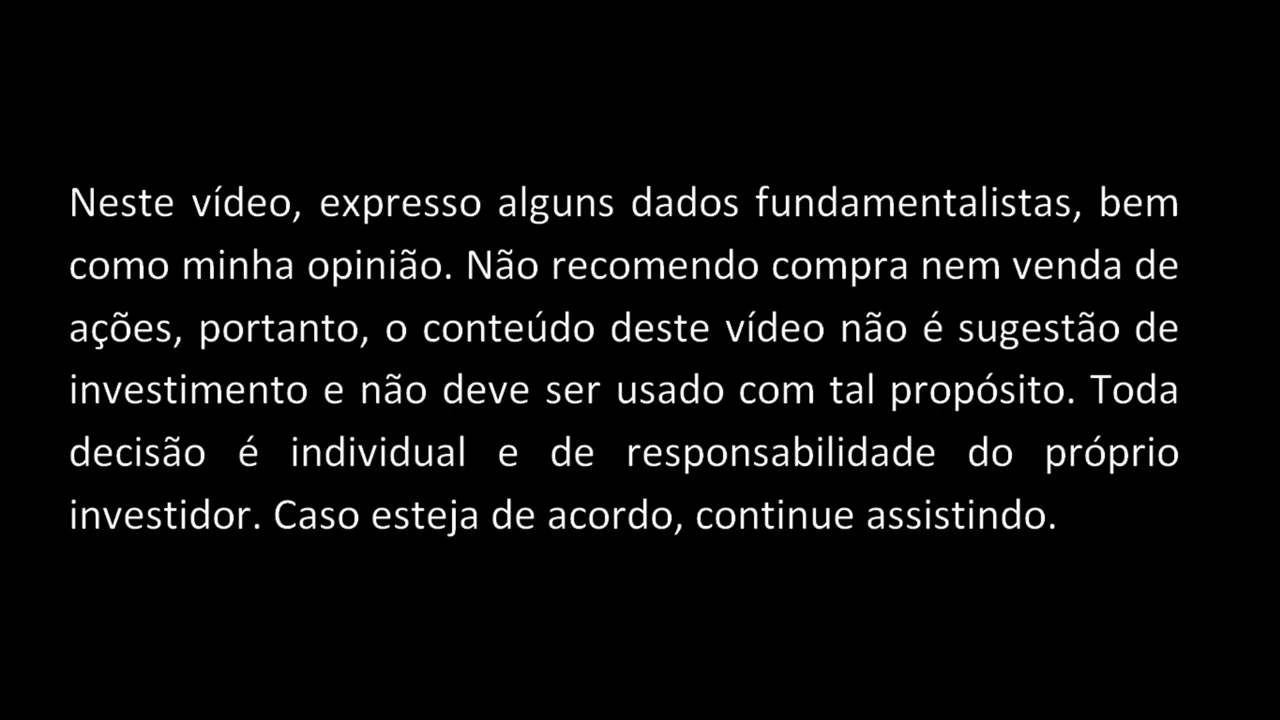 Neste vídeo, expresso alguns dados fundamentalistas, bem
como minha opinião. Não recomendo compra nem venda de
ações, portanto, o conteúdo deste vídeo não é sugestão de
investimento e não deve ser usado com tal propósito. Toda
decisão é individual e de responsabilidade do próprio
investidor. Caso esteja de acordo, continue assistindo.